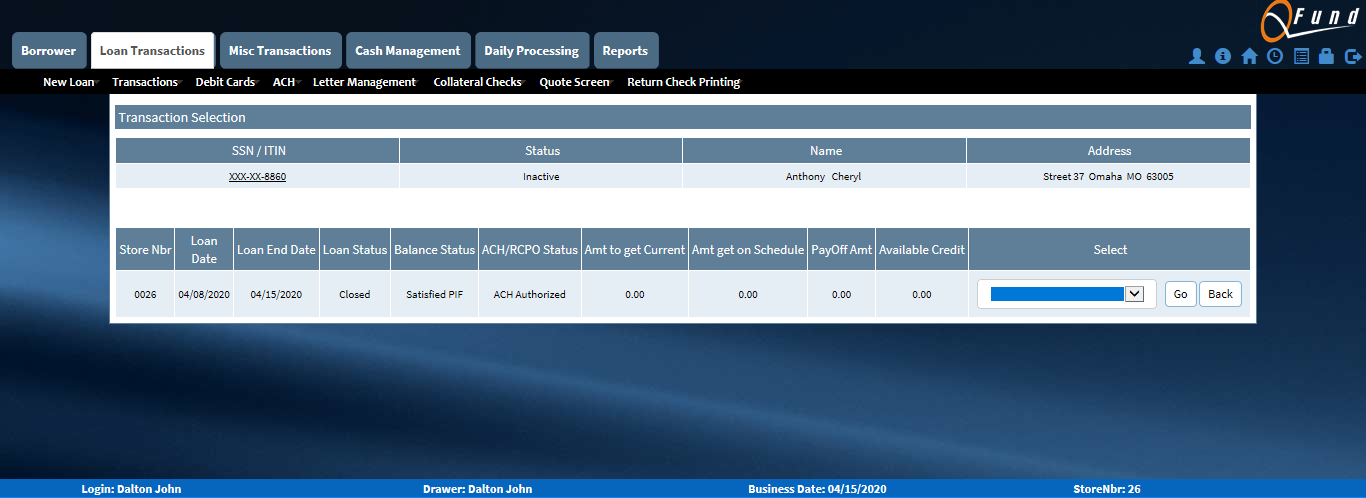 QFund
Borrower Loan Transactions Misc Transactions Cash Management Daily Processing Reports
New Loan Transactions Debit Cards ACH Letter Management Collateral Checks Quote Screen Return Check Printing
Transaction Selection
SSN / ITIN Status Name Address
XXX-XX-8860 Inactive Anthony Cheryl Street 37 Omaha MO 63005
Store Nbr Loan Date Loan End Date Loan Status Balance Status ACH/RCPO Status Amt to get Current Amt get on Schedule PayOff Amt Available Credit Select
0026 04/08/2020 04/15/2020 Closed Satisfied PIF ACH Authorized 0.00 0.00 0.00 0.00 Go Back
Login: Dalton John Drawer: Dalton John Business Date: 04/15/2020 StoreNbr: 26